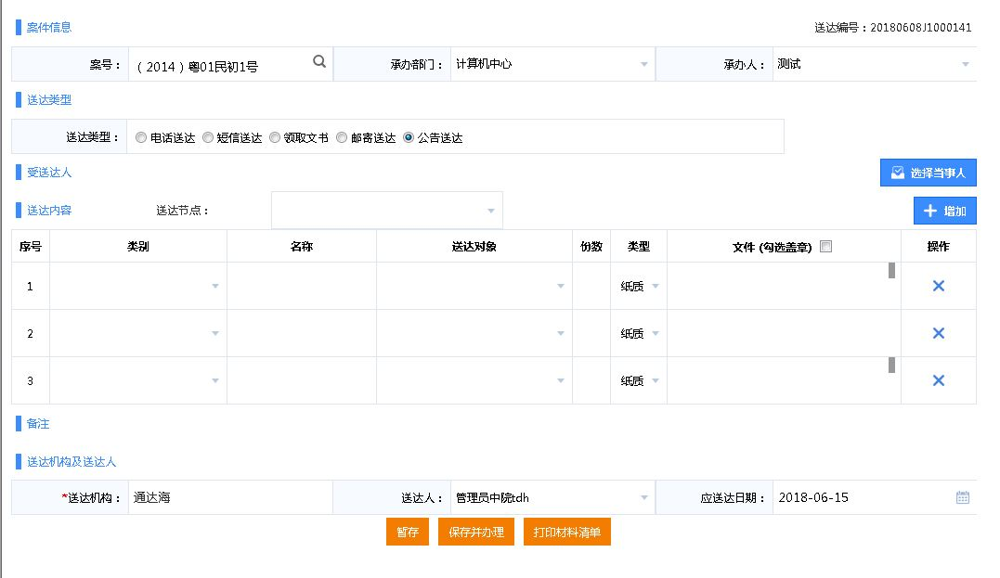 案件信息 送达编号：20180608J1000141
案号： （2014）粤01民初1号 承办部门： 计算机中心 承办人： 测试
送达类型
送达类型： 电话送达 短信送达 领取文书 邮寄送达 公告送达
受送达人 选择当事人
送达内容 送达节点： 增加
序号 类别 名称 送达对象 份数 类型 文件 (勾选盖章) 操作
1 纸质
2 纸质
3 纸质
备注
送达机构及送达人
*送达机构： 通达海 送达人： 管理员中院tdh 应送达日期： 2018-06-15
暂存 保存并办理 打印材料清单